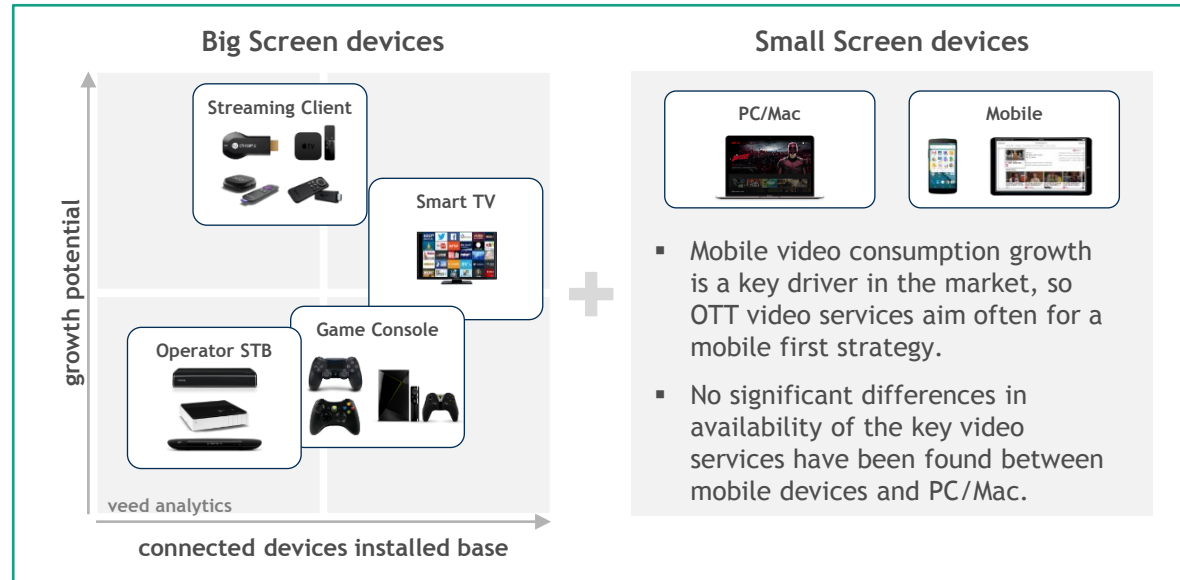 Big Screen devices
Small Screen devices
growth potential
Streaming Client
Smart TV
Game Console
Operator STB
veed analytics
connected devices installed base
PC/Mac
Mobile
▪ Mobile video consumption growth
is a key driver in the market, so
OTT video services aim often for a
mobile first strategy.
▪ No significant differences in
availability of the key video
services have been found between
mobile devices and PC/Mac.